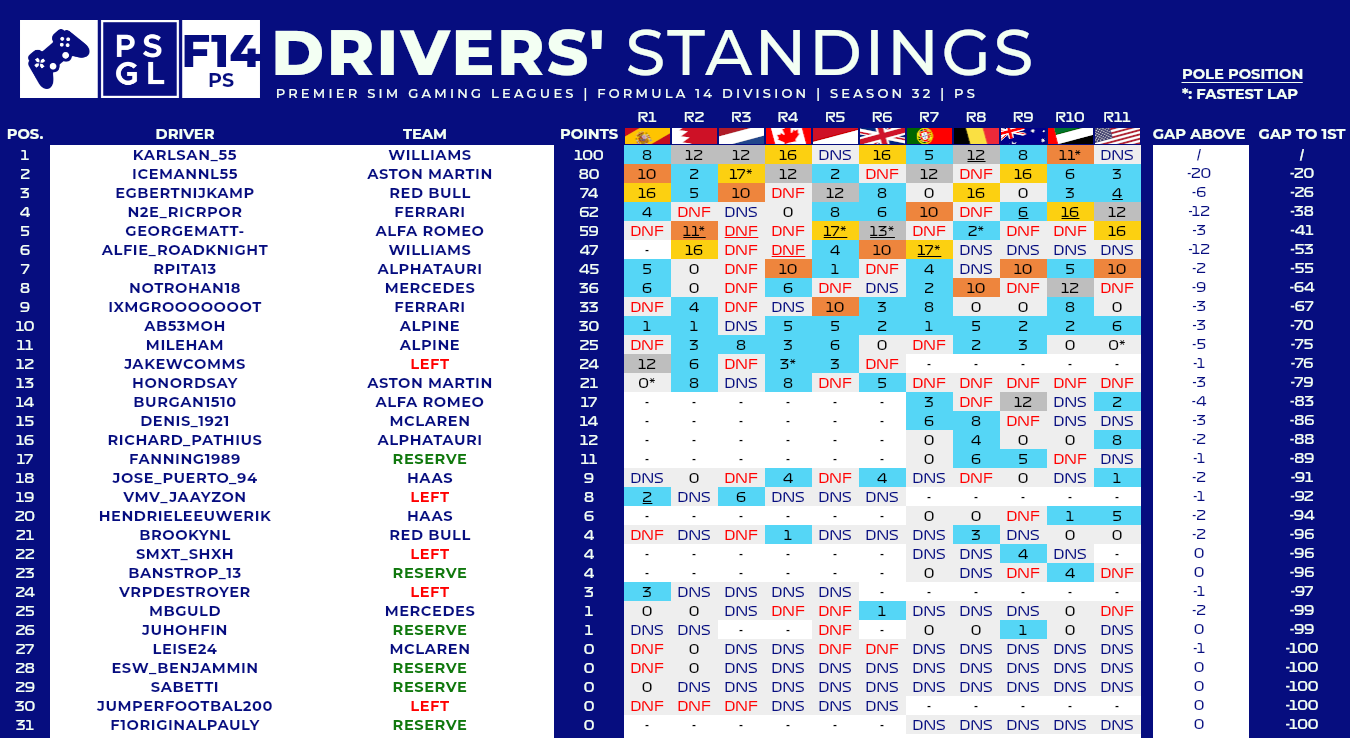 PS GL F14 PS DRIVERS' STANDINGS
PREMIER SIM GAMING LEAGUES | FORMULA 14 DIVISION | SEASON 32 | PS
POLE POSITION
*: FASTEST LAP
R1 R2 R3 R4 R5 R6 R7 R8 R9 R10 R11
POS. DRIVER TEAM POINTS GAP ABOVE GAP TO 1ST
1 KARLSAN_55 WILLIAMS 100 8 12 12 16 DNS 16 5 12 8 11* DNS / /
2 ICEMANNL55 ASTON MARTIN 80 10 2 17* 12 2 DNF 12 DNF 16 6 3 -20 -20
3 EGBERTNIJKAMP RED BULL 74 16 5 10 DNF 12 8 0 16 0 3 4 -6 -26
4 N2E_RICRPOR FERRARI 62 4 DNF DNS 0 8 6 10 DNF 6 16 12 -12 -38
5 GEORGEMATT- ALFA ROMEO 59 DNF 11* DNF DNF 17* 13* DNF 2* DNF DNF 16 -3 -41
6 ALFIE_ROADKNIGHT WILLIAMS 47 - 16 DNF DNF 4 10 17* DNS DNS DNS DNS -12 -53
7 RPITA13 ALPHATAURI 45 5 0 DNF 10 1 DNF 4 DNS 10 5 10 -2 -55
8 NOTROHAN18 MERCEDES 36 6 0 DNF 6 DNF DNS 2 10 DNF 12 DNF -9 -64
9 IXMGROOOOOOOT FERRARI 33 DNF 4 DNF DNS 10 3 8 0 0 8 0 -3 -67
10 AB53MOH ALPINE 30 1 1 DNS 5 5 2 1 5 2 2 6 -3 -70
11 MILEHAM ALPINE 25 DNF 3 8 3 6 0 DNF 2 3 0 0* -5 -75
12 JAKEWCOMMS LEFT 24 12 6 DNF 3* 3 DNF - - - - - -1 -76
13 HONORDSAY ASTON MARTIN 21 0* 8 DNS 8 DNF 5 DNF DNF DNF DNF DNF -3 -79
14 BURGAN1510 ALFA ROMEO 17 - - - - - - 3 DNF 12 DNS 2 -4 -83
15 DENIS_1921 MCLAREN 14 - - - - - - 6 8 DNF DNS DNS -3 -86
16 RICHARD_PATHIUS ALPHATAURI 12 - - - - - - 0 4 0 0 8 -2 -88
17 FANNING1989 RESERVE 11 - - - - - - 0 6 5 DNF DNS -1 -89
18 JOSE_PUERTO_94 HAAS 9 DNS 0 DNF 4 DNF 4 DNS DNF 0 DNS 1 -2 -91
19 VMV_JAAYZON LEFT 8 2 DNS 6 DNS DNS DNS - - - - - -1 -92
20 HENDRIELEEUWERIK HAAS 6 - - - - - - 0 0 DNF 1 5 -2 -94
21 BROOKYNL RED BULL 4 DNF DNS DNF 1 DNS DNS DNS 3 DNS 0 0 -2 -96
22 SMXT_SHXH LEFT 4 - - - - - - DNS DNS 4 DNS - 0 -96
23 BANSTROP_13 RESERVE 4 - - - - - - 0 DNS DNF 4 DNF 0 -96
24 VRPDESTROYER LEFT 3 3 DNS DNS DNS DNS - - - - - - -1 -97
25 MBGULD MERCEDES 1 0 0 DNS DNF DNF 1 DNS DNS DNS 0 DNF -2 -99
26 JUHOHFIN RESERVE 1 DNS DNS - - DNF - 0 0 1 0 DNS 0 -99
27 LEISE24 MCLAREN 0 DNF 0 DNS DNS DNF DNF DNS DNS DNS DNS DNS -1 -100
28 ESW_BENJAMMIN RESERVE 0 DNF 0 DNS DNS DNS DNS DNS DNS DNS DNS DNS 0 -100
29 SABETTI RESERVE 0 0 DNS DNS DNS DNS DNS DNS DNS DNS DNS DNS 0 -100
30 JUMPERFOOTBAL200 LEFT 0 DNF DNF DNF DNS DNS DNS - - - - - 0 -100
31 F1ORIGINALPAULY RESERVE 0 - - - - - - DNS DNS DNS DNS DNS 0 -100